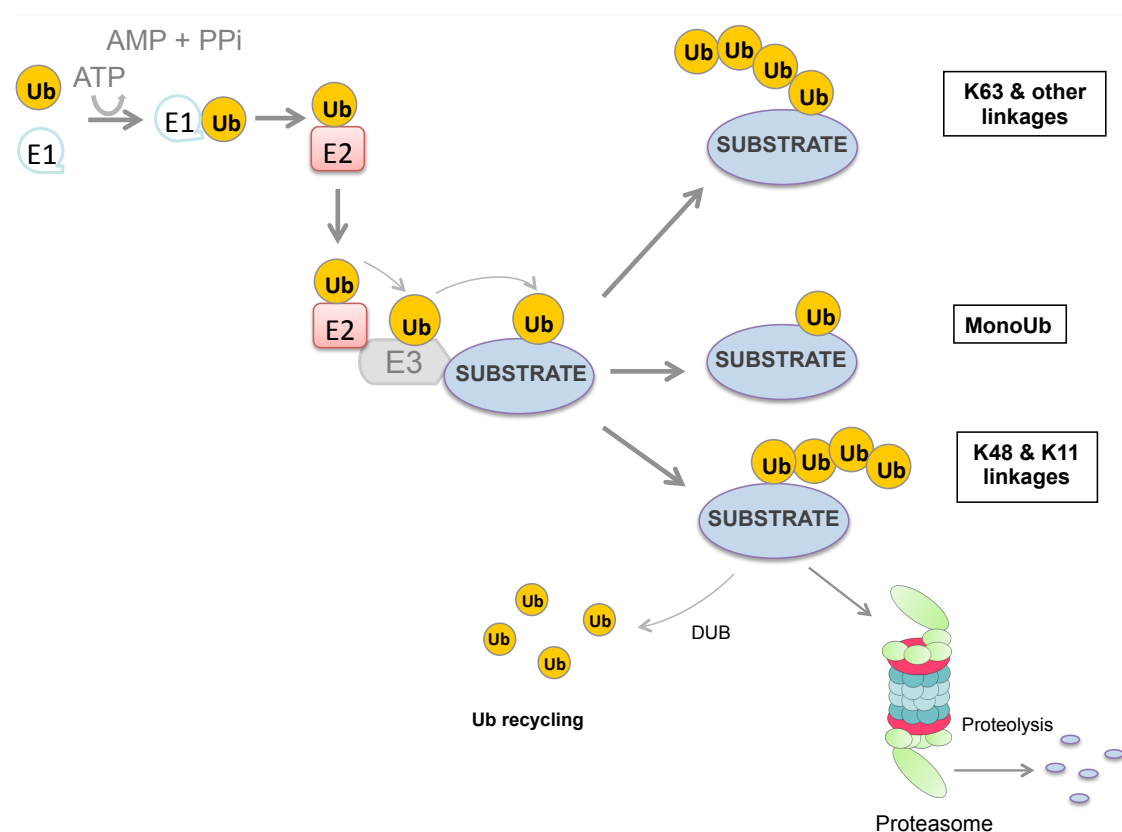 AMP + PPi
ATP
Ub
E1
E1
Ub
Ub
E2
Ub
E2
Ub
E3
Ub
SUBSTRATE
Ub
Ub
Ub
Ub
SUBSTRATE
K63 & other
linkages
Ub
SUBSTRATE
MonoUb
Ub
Ub
Ub
Ub
SUBSTRATE
K48 & K11
linkages
DUB
Ub
Ub
Ub
Ub
Ub recycling
Proteolysis
Proteasome